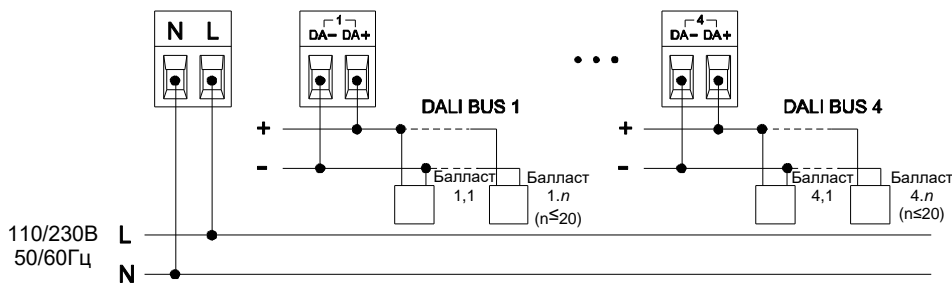 N L
1
DA– DA+
4
DA– DA+
DALI BUS 1
DALI BUS 4
+
+
-
-
Балласт
1,1
Балласт
1.n
(n≤20)
Балласт
4,1
Балласт
4.n
(n≤20)
110/230В
50/60Гц
L
N